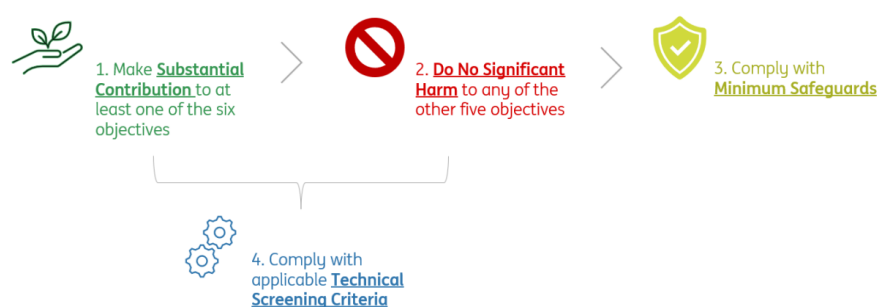 1. Make Substantial
Contribution to at
least one of the six
objectives
2. Do No Significant
Harm to any of the
other five objectives
3. Comply with
Minimum Safeguards
4. Comply with
applicable Technical
Screening Criteria